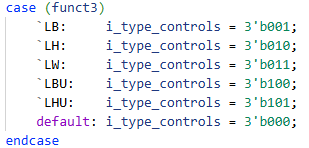 case (funct3)
    `LB:     i_type_controls = 3'b001;
    `LH:     i_type_controls = 3'b010;
    `LW:     i_type_controls = 3'b011;
    `LBU:    i_type_controls = 3'b100;
    `LHU:    i_type_controls = 3'b101;
    default: i_type_controls = 3'b000;
endcase